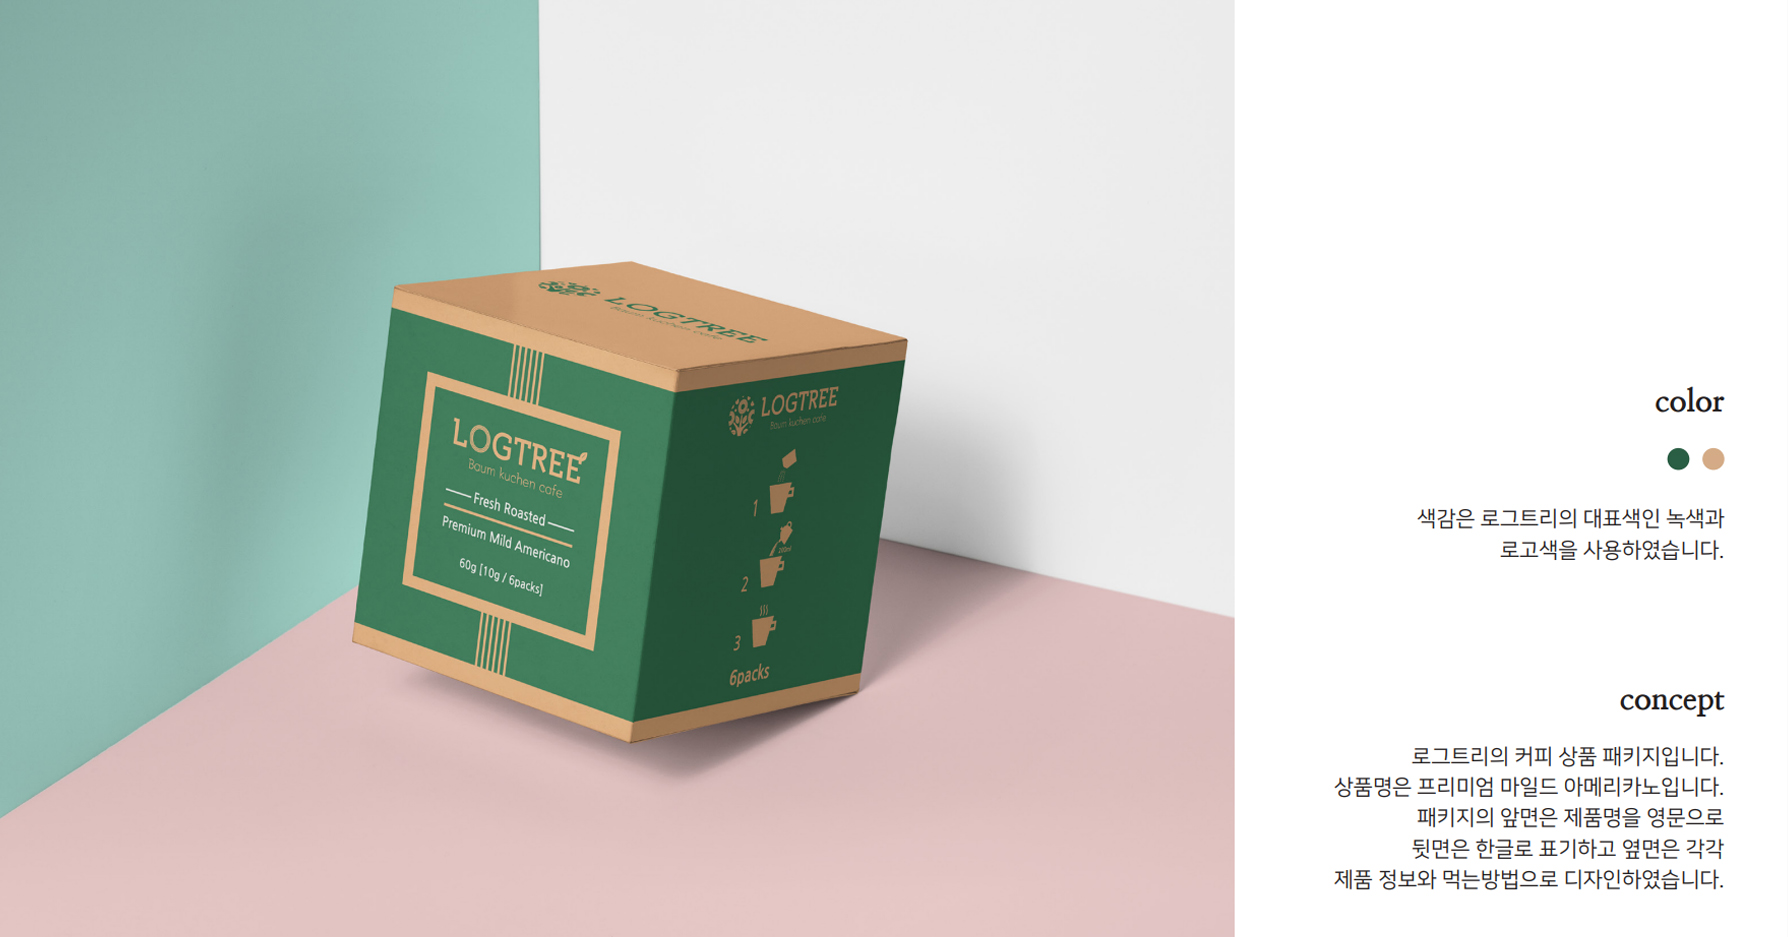 LOGTREE
Baum kuchen cafe
LOGTREE
Baum kuchen cafe
Fresh Roasted
Premium Mild Americano
60g [10g / 6packs]
LOGTREE
Baum kuchen cafe
1
200ml
2
3
6packs
color
색감은 로그트리의 대표색인 녹색과
로고색을 사용하였습니다.
concept
로그트리의 커피 상품 패키지입니다.
상품명은 프리미엄 마일드 아메리카노입니다.
패키지의 앞면은 제품명을 영문으로
뒷면은 한글로 표기하고 옆면은 각각
제품 정보와 먹는방법으로 디자인하였습니다.